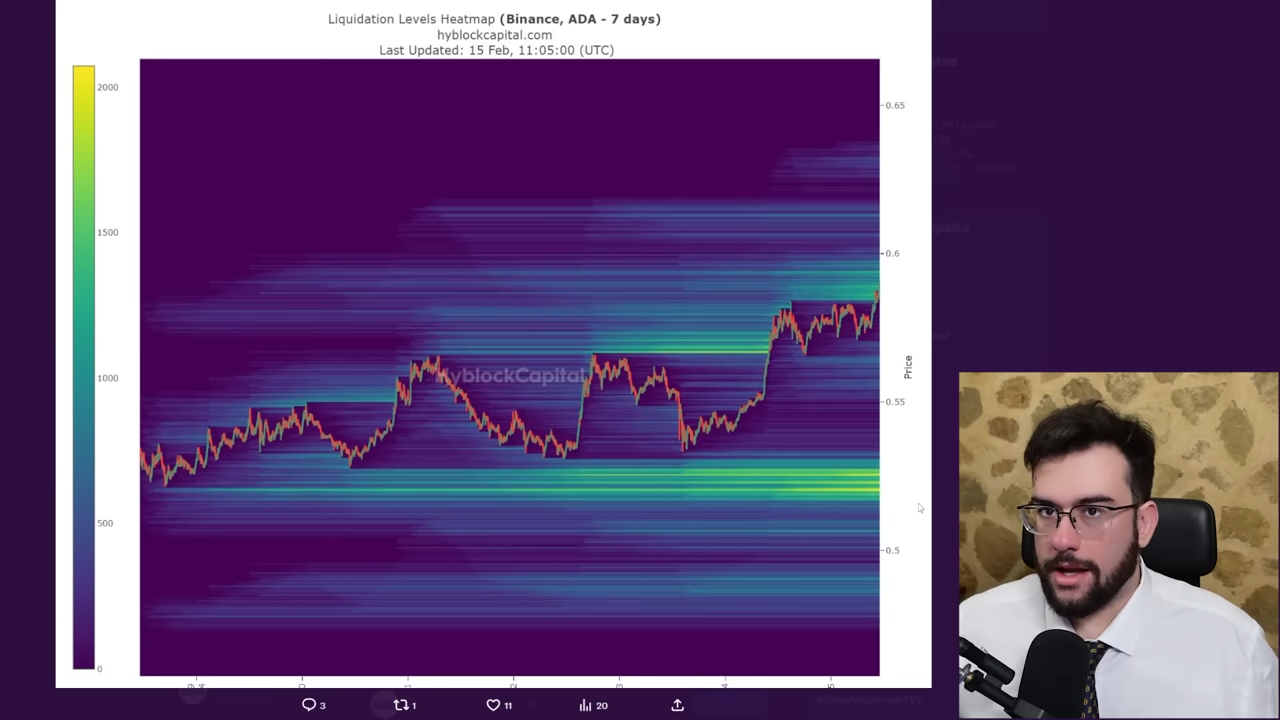 Liquidation Levels Heatmap (Binance, ADA - 7 days)
hyblockcapital.com
Last Updated: 15 Feb, 11:05:00 (UTC)
2000
1500
1000
500
0
0.65
0.6
0.55
0.5
Price
HyblockCapital
3
1
11
20